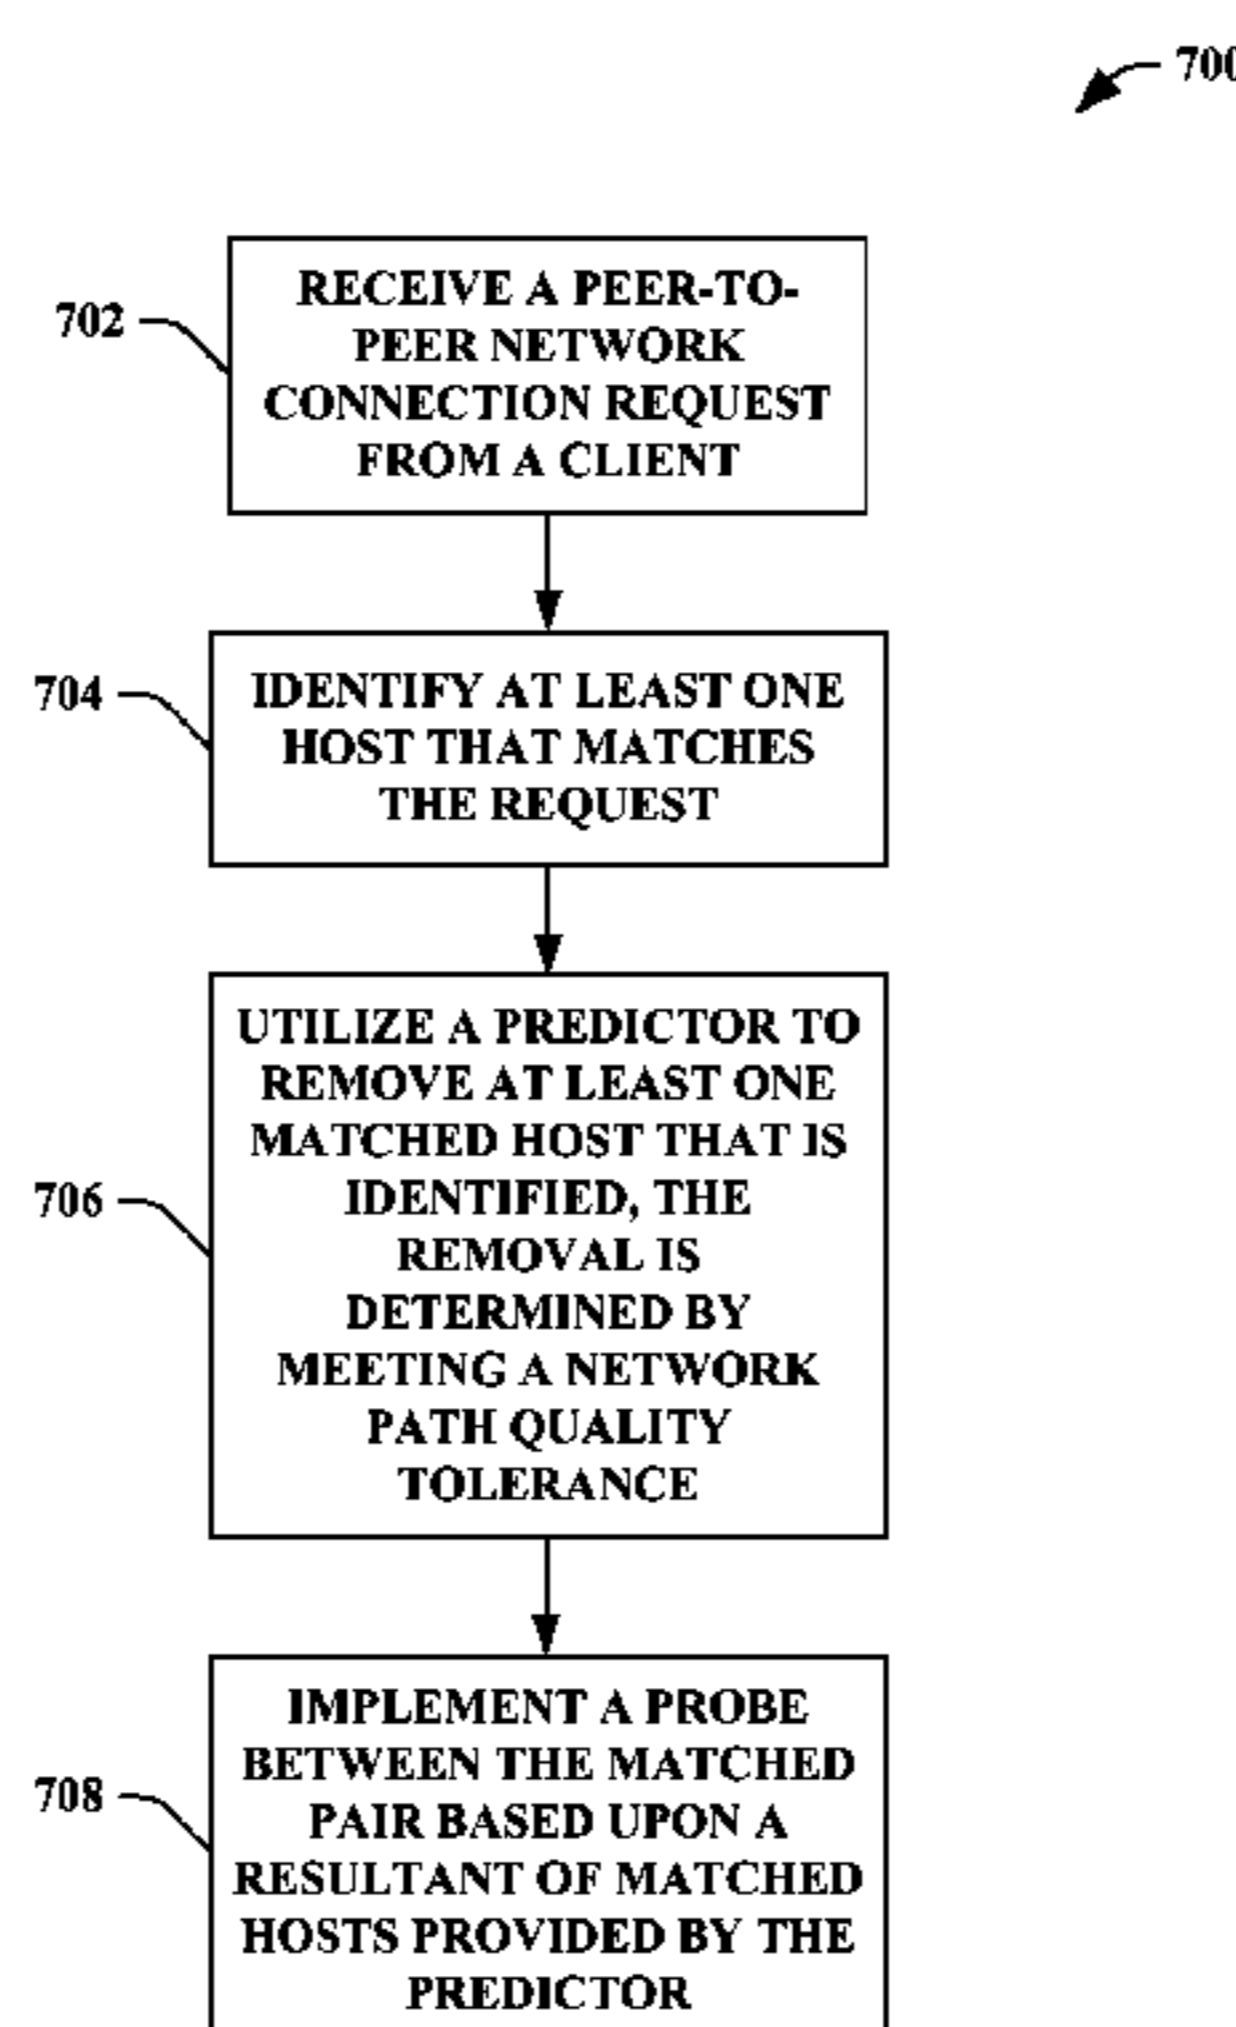 700
702
RECEIVE A PEER-TO-
PEER NETWORK
CONNECTION REQUEST
FROM A CLIENT
704
IDENTIFY AT LEAST ONE
HOST THAT MATCHES
THE REQUEST
706
UTILIZE A PREDICTOR TO
REMOVE AT LEAST ONE
MATCHED HOST THAT IS
IDENTIFIED, THE
REMOVAL IS
DETERMINED BY
MEETING A NETWORK
PATH QUALITY
TOLERANCE
708
IMPLEMENT A PROBE
BETWEEN THE MATCHED
PAIR BASED UPON A
RESULTANT OF MATCHED
HOSTS PROVIDED BY THE
PREDICTOR